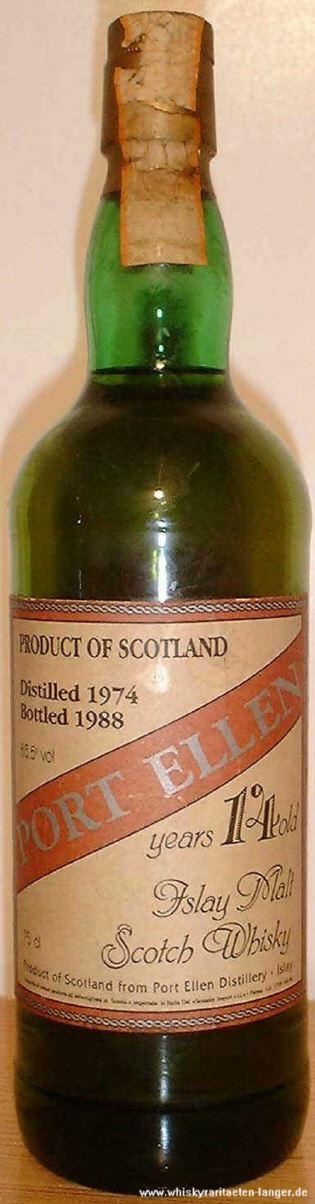 PRODUCT OF SCOTLAND
Distilled 1974
Bottled 1988
vol
PORT ELLEN
years 14 old
Islay Malt
Scotch Whisky
75 cl
Product of Scotland from Port Ellen Distillery - Islay
www.whiskyraritaeten-langer.de